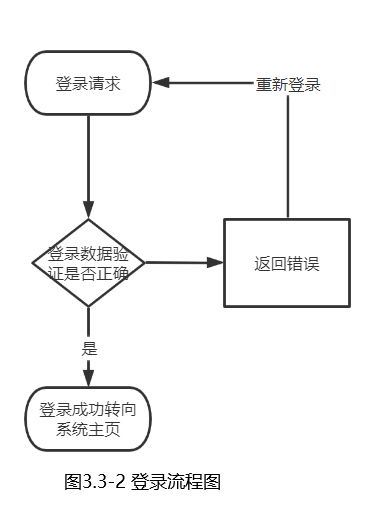 登录请求
重新登录
登录数据验
证是否正确
返回错误
是
登录成功转向
系统主页
图3.3-2 登录流程图